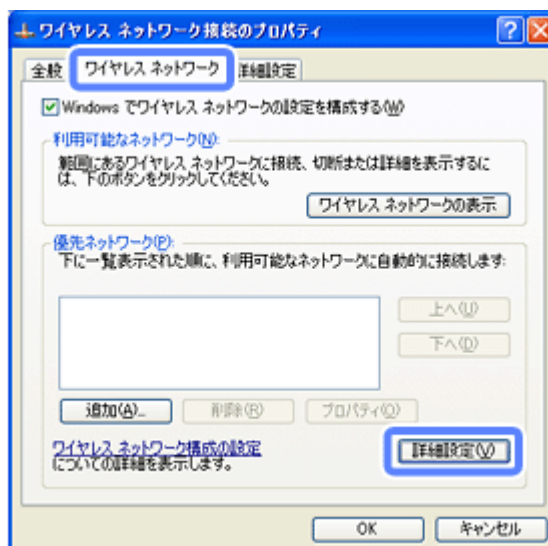 ワイヤレス ネットワーク接続のプロパティ
全般 ワイヤレス ネットワーク 詳細設定
Windows でワイヤレス ネットワークの設定を構成する(W)
利用可能なネットワーク(N):
範囲にあるワイヤレス ネットワークに接続、切断または詳細を表示するに
は、下のボタンをクリックしてください。
ワイヤレス ネットワークの表示
優先ネットワーク(P):
下に一覧表示された順に、利用可能なネットワークに自動的に接続します:
上へ(U)
下へ(D)
追加(A)... 削除(R) プロパティ(O)
ワイヤレス ネットワーク構成の設定
についての詳細を表示します。
詳細設定(V)
OK キャンセル